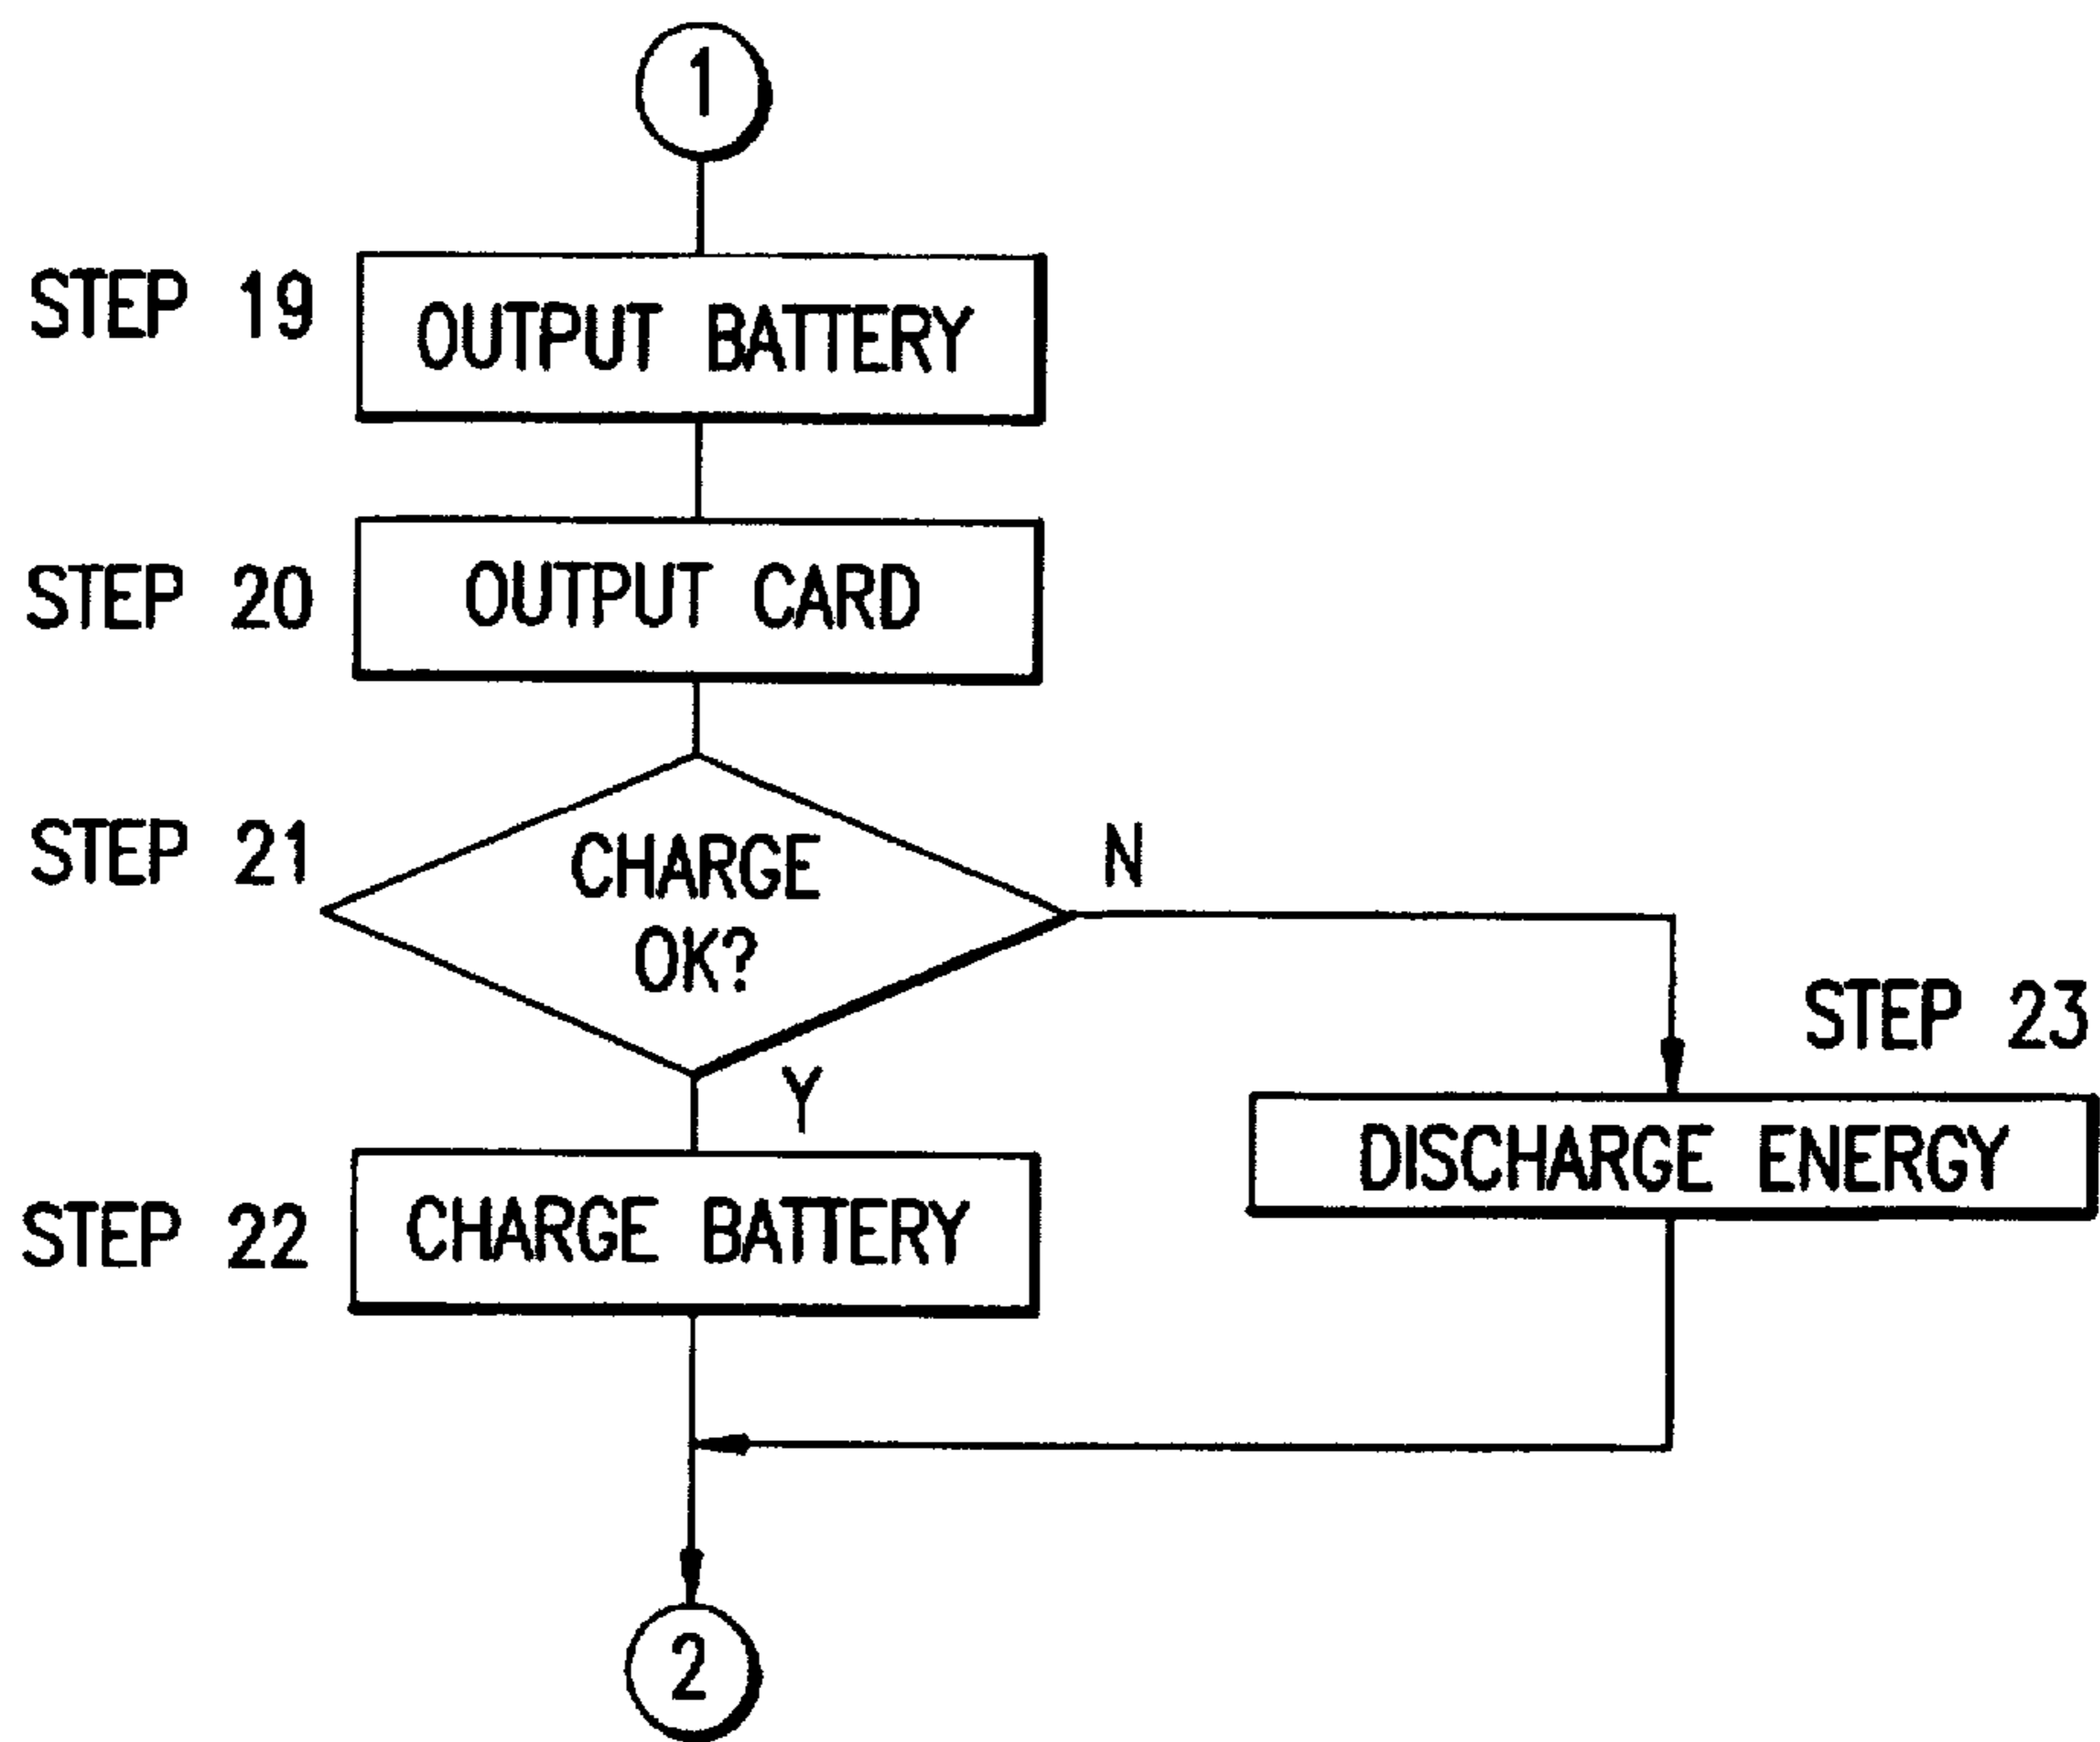 1
STEP 19
OUTPUT BATTERY
STEP 20
OUTPUT CARD
STEP 21
CHARGE
OK?
N
Y
STEP 23
DISCHARGE ENERGY
STEP 22
CHARGE BATTERY
2